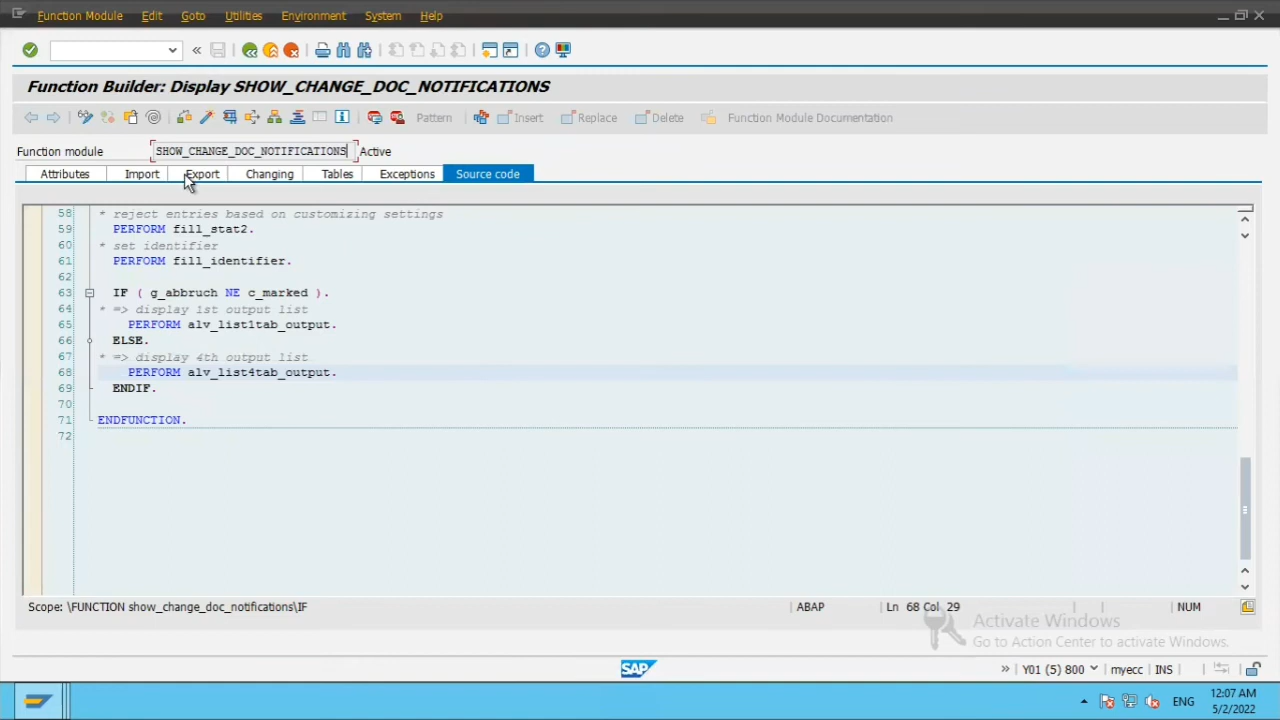 Function Module Edit Goto Utilities Environment System Help
Function Builder: Display SHOW_CHANGE_DOC_NOTIFICATIONS
Pattern Insert Replace Delete Function Module Documentation
Function module SHOW_CHANGE_DOC_NOTIFICATIONS Active
Attributes Import Export Changing Tables Exceptions Source code
58 * reject entries based on customizing settings
59 PERFORM fill_stat2.
60 * set identifier
61 PERFORM fill_identifier.
62
63 IF ( g_abbruch NE c_marked ).
64 * => display 1st output list
65 PERFORM alv_list1tab_output.
66 ELSE.
67 * => display 4th output list
68 PERFORM alv_list4tab_output.
69 ENDIF.
70
71 ENDFUNCTION.
72
Scope: \FUNCTION show_change_doc_notifications\IF ABAP Ln 68 Col 29 NUM
Activate Windows
Go to Action Center to activate Windows.
SAP » Y01 (5) 800 myecc INS
ENG 12:07 AM
5/2/2022